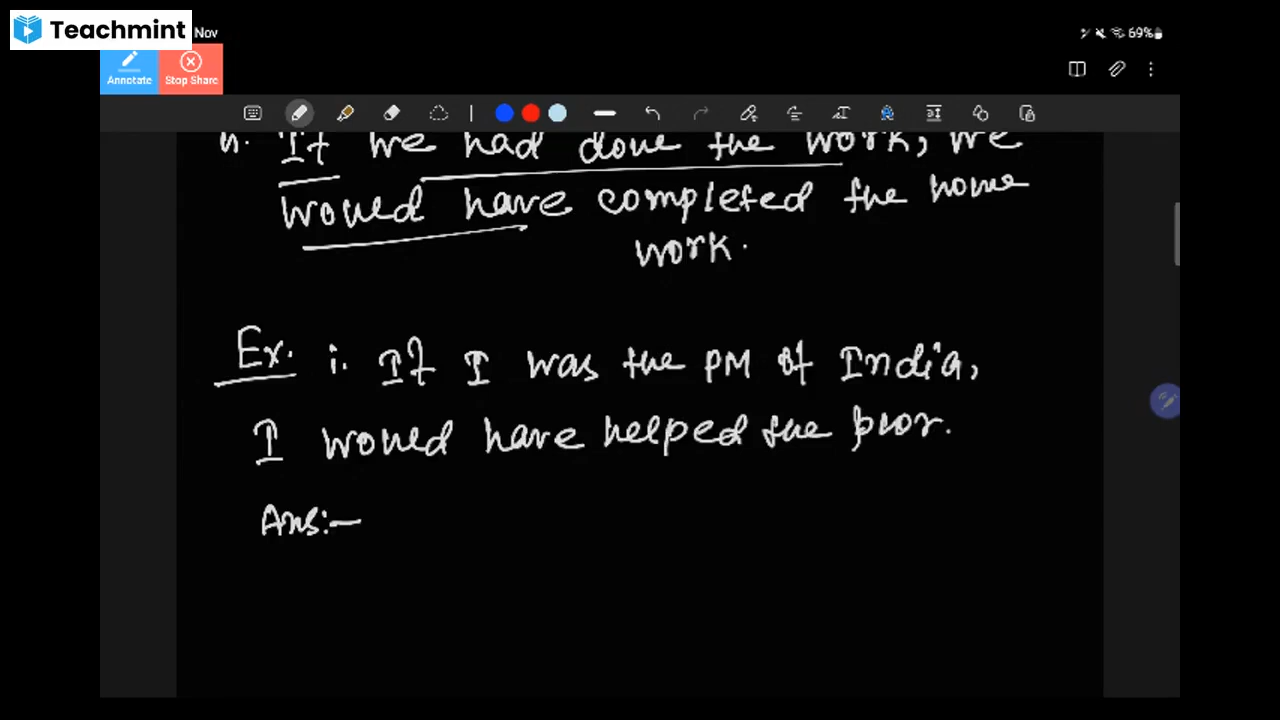 Teachmint
Nov
69%
Annotate
Stop Share
n. If we had done the work, we
would have completed the home
work.
Ex. i. If I was the PM of India,
I would have helped the poor.
Ans:-